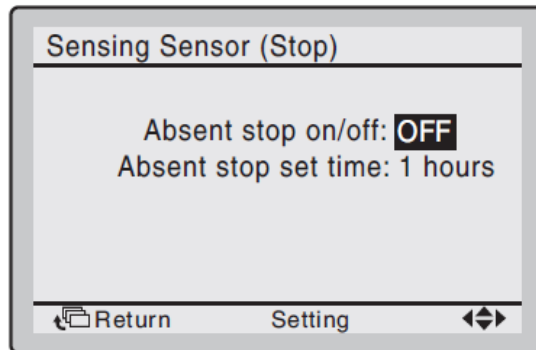 Sensing Sensor (Stop)
Absent stop on/off: OFF
Absent stop set time: 1 hours
Return Setting